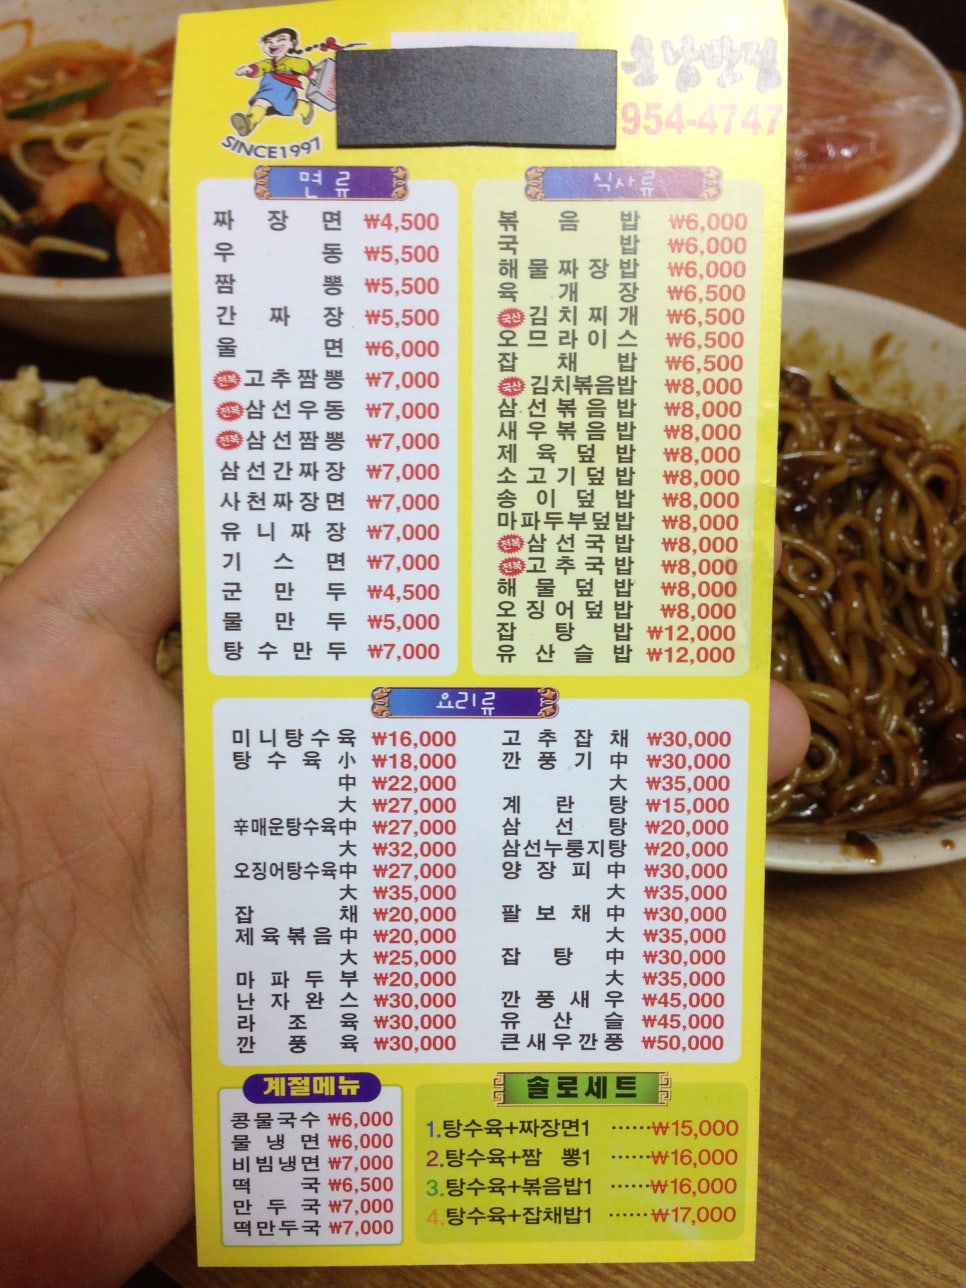 SINCE1997
954-4747
면류
짜장면 ₩4,500
우동 ₩5,500
짬뽕 ₩5,500
간짜장 ₩5,500
울면 ₩6,000
전복 고추짬뽕 ₩7,000
전복 삼선우동 ₩7,000
전복 삼선짬뽕 ₩7,000
삼선간짜장 ₩7,000
사천짜장면 ₩7,000
유니짜장 ₩7,000
기스면 ₩7,000
군만두 ₩4,500
물만두 ₩5,000
탕수만두 ₩7,000
식사류
볶음밥 ₩6,000
국밥 ₩6,000
해물짜장밥 ₩6,000
육개장 ₩6,500
국산 김치찌개 ₩6,500
오므라이스 ₩6,500
잡채밥 ₩6,500
국산 김치볶음밥 ₩8,000
삼선볶음밥 ₩8,000
새우볶음밥 ₩8,000
제육덮밥 ₩8,000
소고기덮밥 ₩8,000
송이덮밥 ₩8,000
마파두부덮밥 ₩8,000
전복 삼선국밥 ₩8,000
전복 고추국밥 ₩8,000
해물덮밥 ₩8,000
오징어덮밥 ₩8,000
잡탕밥 ₩12,000
유산슬밥 ₩12,000
요리류
미니탕수육 ₩16,000
탕수육 小 ₩18,000
中 ₩22,000
大 ₩27,000
辛매운탕수육 中 ₩27,000
大 ₩32,000
오징어탕수육 中 ₩27,000
大 ₩35,000
잡채 ₩20,000
제육볶음 中 ₩20,000
大 ₩25,000
마파두부 ₩20,000
난자완스 ₩30,000
라조육 ₩30,000
깐풍육 ₩30,000
고추잡채 ₩30,000
깐풍기 中 ₩30,000
大 ₩35,000
계란탕 ₩15,000
삼선탕 ₩20,000
삼선누룽지탕 ₩20,000
양장피 中 ₩30,000
大 ₩35,000
팔보채 中 ₩30,000
大 ₩35,000
잡탕 中 ₩30,000
大 ₩35,000
깐풍새우 ₩45,000
유산슬 ₩45,000
큰새우깐풍 ₩50,000
계절메뉴
콩물국수 ₩6,000
물냉면 ₩6,000
비빔냉면 ₩7,000
떡국 ₩6,500
만두국 ₩7,000
떡만두국 ₩7,000
솔로세트
1.탕수육+짜장면1 ······₩15,000
2.탕수육+짬 뽕1 ······₩16,000
3.탕수육+볶음밥1 ······₩16,000
4.탕수육+잡채밥1 ······₩17,000